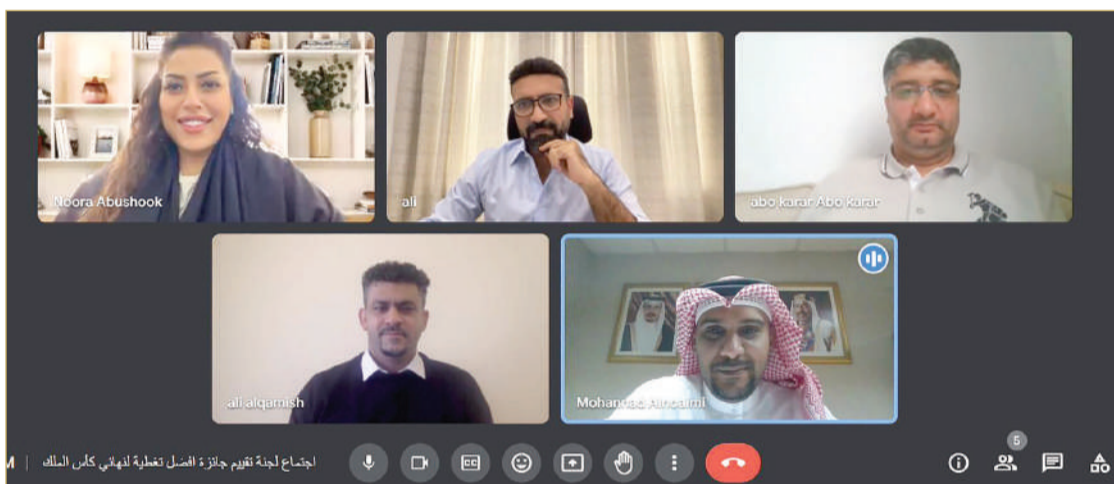 Noora Abushook
ali
abo karar Abo karar
ali alqamish
Mohannad Alnoaimi
5
M | اجتماع لجنة تقييم جائزة افضل تغطية لنهائي كأس الملك
CC